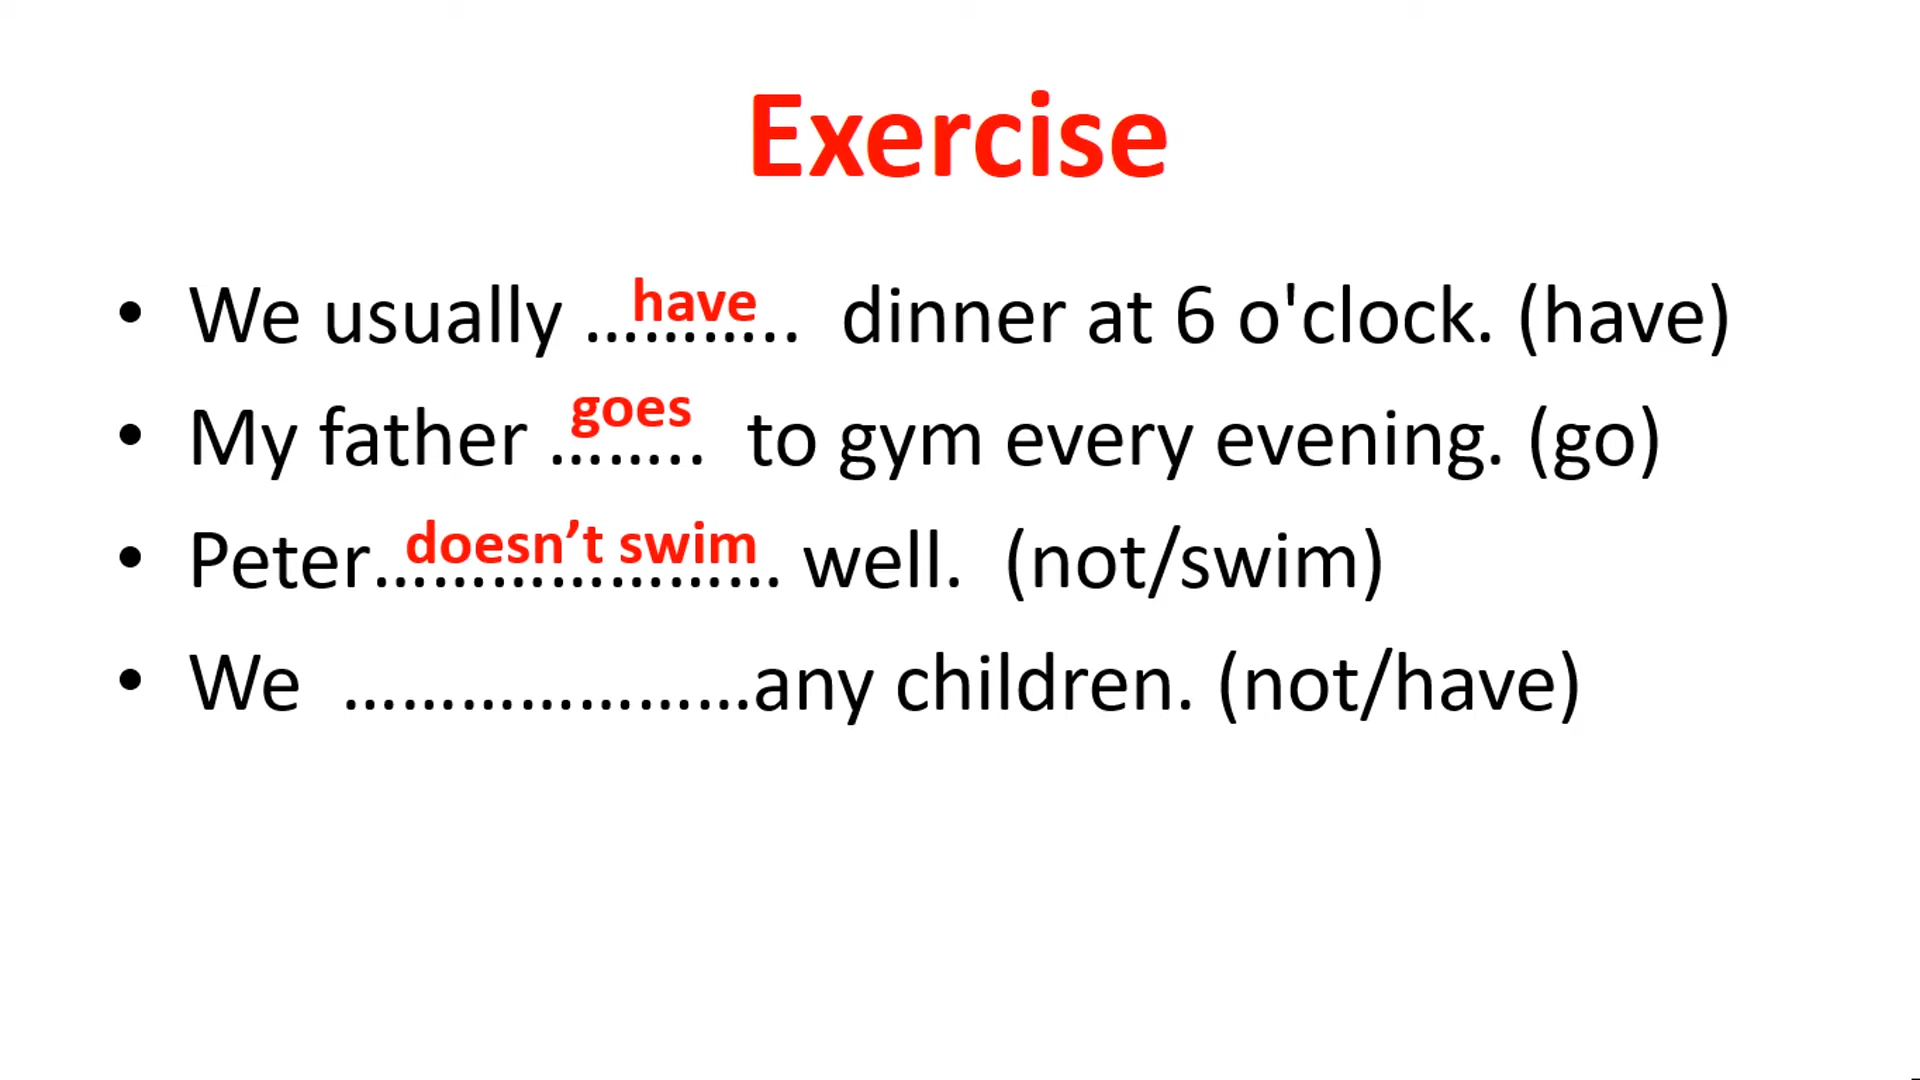 Exercise
• We usually have ……….. dinner at 6 o'clock. (have)
• My father goes …….. to gym every evening. (go)
• Peter doesn’t swim ………………… well. (not/swim)
• We …………………any children. (not/have)